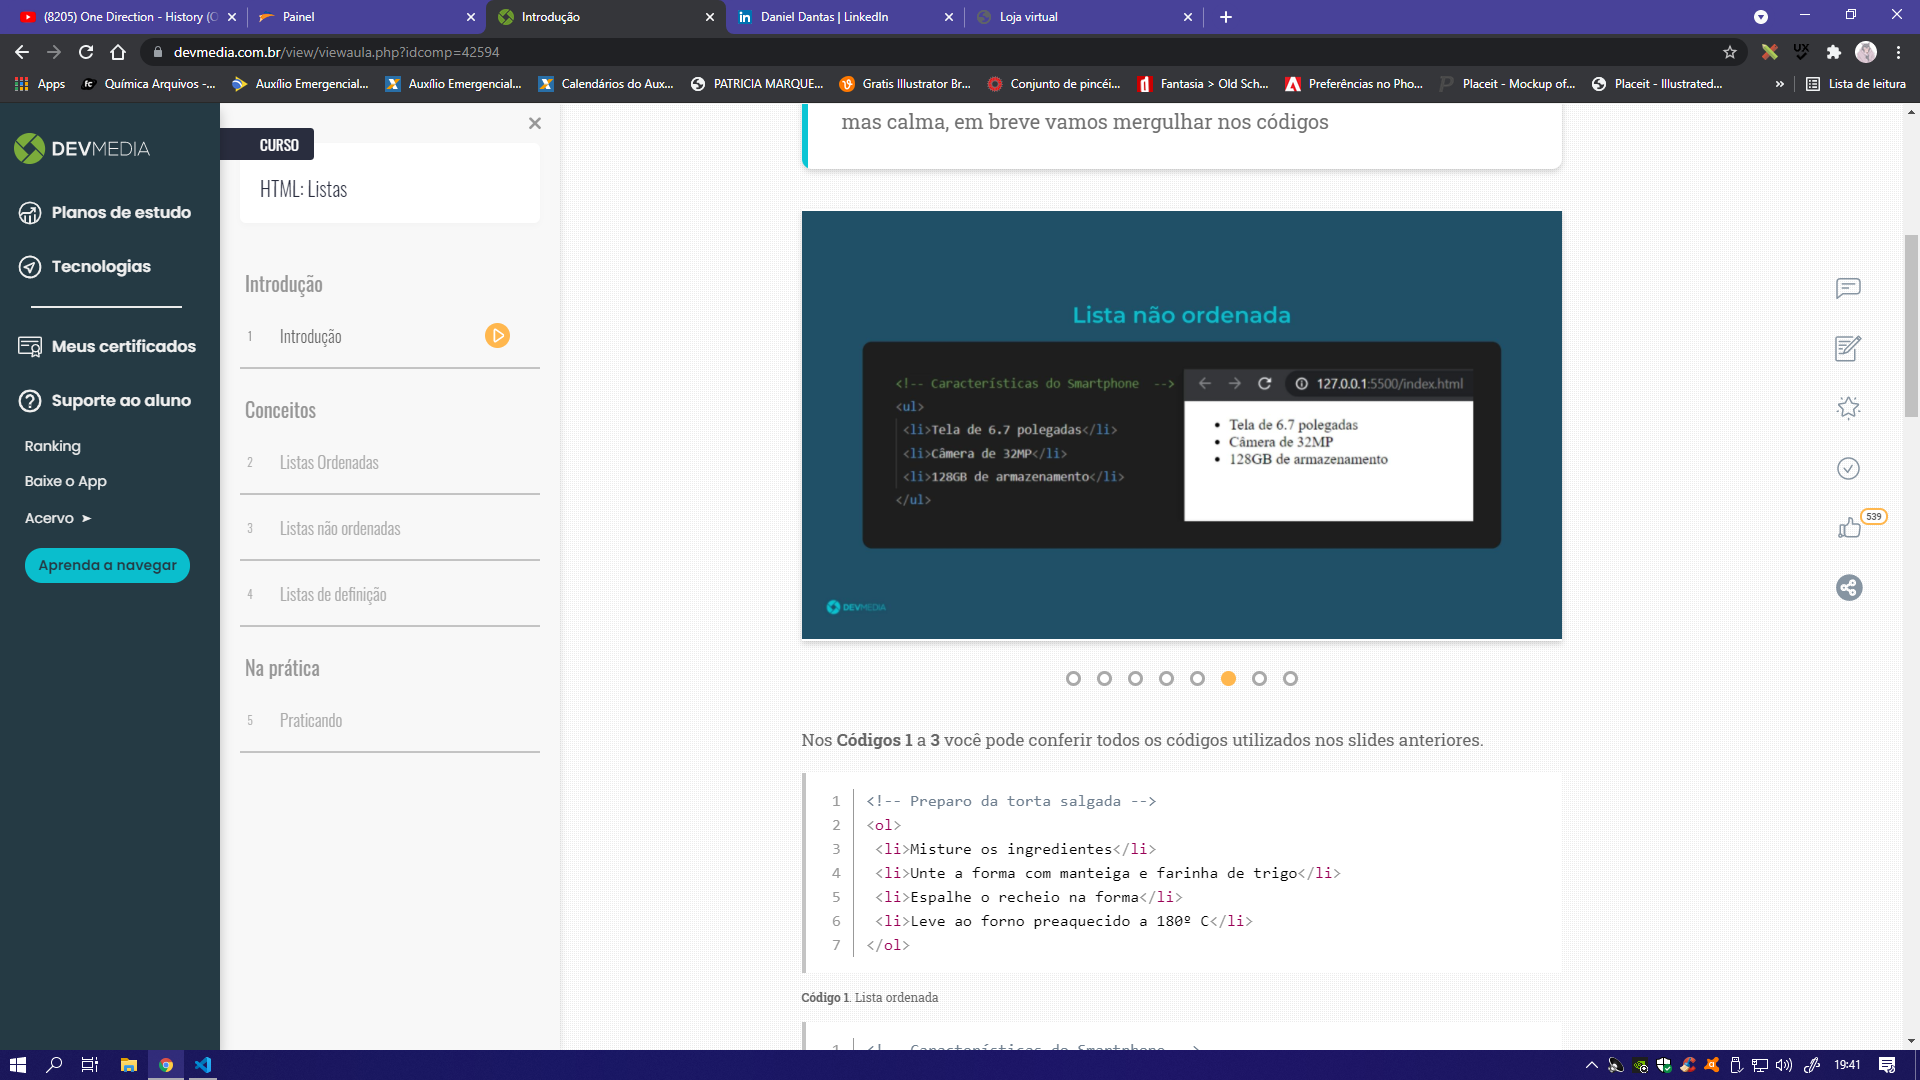 (8205) One Direction - History (O
Painel
Introdução
Daniel Dantas | LinkedIn
Loja virtual
devmedia.com.br/view/viewaula.php?idcomp=42594
Apps
Química Arquivos -...
Auxílio Emergencial...
Auxílio Emergencial...
Calendários do Aux...
PATRICIA MARQUE...
Gratis Illustrator Br...
Conjunto de pincéi...
Fantasia > Old Sch...
Preferências no Pho...
Placeit - Mockup of...
Placeit - Illustrated...
»
Lista de leitura
DEVMEDIA
Planos de estudo
Tecnologias
Meus certificados
Suporte ao aluno
Ranking
Baixe o App
Acervo ➤
Aprenda a navegar
CURSO
HTML: Listas
Introdução
1 Introdução
Conceitos
2 Listas Ordenadas
3 Listas não ordenadas
4 Listas de definição
Na prática
5 Praticando
mas calma, em breve vamos mergulhar nos códigos
Lista não ordenada
<!-- Características do Smartphone -->
<ul>
<li>Tela de 6.7 polegadas</li>
<li>Câmera de 32MP</li>
<li>128GB de armazenamento</li>
</ul>
127.0.0.1:5500/index.html
• Tela de 6.7 polegadas
• Câmera de 32MP
• 128GB de armazenamento
DEVMEDIA
539
Nos Códigos 1 a 3 você pode conferir todos os códigos utilizados nos slides anteriores.
1 <!-- Preparo da torta salgada -->
2 <ol>
3 <li>Misture os ingredientes</li>
4 <li>Unte a forma com manteiga e farinha de trigo</li>
5 <li>Espalhe o recheio na forma</li>
6 <li>Leve ao forno preaquecido a 180º C</li>
7 </ol>
Código 1. Lista ordenada
1 <!-- Características do Smartphone -->
19:41